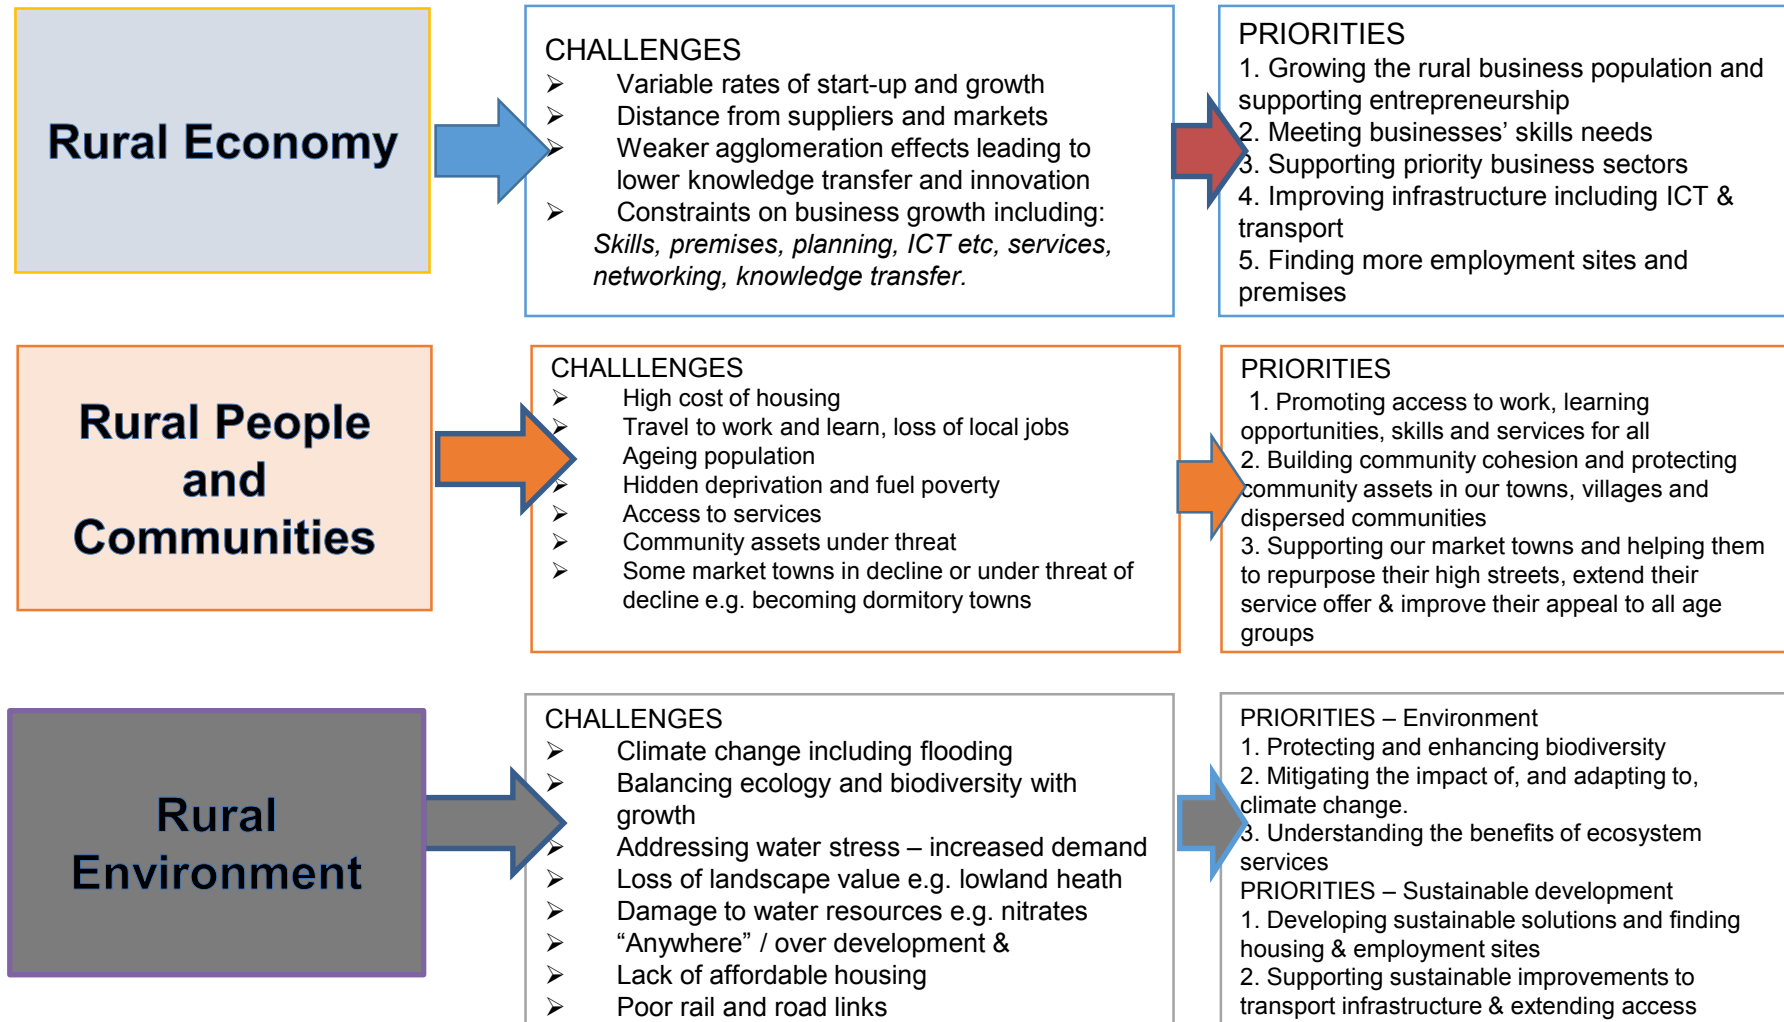 Rural Economy
CHALLENGES
➢ Variable rates of start-up and growth
➢ Distance from suppliers and markets
➢ Weaker agglomeration effects leading to
lower knowledge transfer and innovation
➢ Constraints on business growth including:
Skills, premises, planning, ICT etc, services,
networking, knowledge transfer.
PRIORITIES
1. Growing the rural business population and
supporting entrepreneurship
2. Meeting businesses’ skills needs
3. Supporting priority business sectors
4. Improving infrastructure including ICT &
transport
5. Finding more employment sites and
premises
Rural People
and
Communities
CHALLLENGES
➢ High cost of housing
➢ Travel to work and learn, loss of local jobs
Ageing population
➢ Hidden deprivation and fuel poverty
➢ Access to services
➢ Community assets under threat
➢ Some market towns in decline or under threat of
decline e.g. becoming dormitory towns
PRIORITIES
1. Promoting access to work, learning
opportunities, skills and services for all
2. Building community cohesion and protecting
community assets in our towns, villages and
dispersed communities
3. Supporting our market towns and helping them
to repurpose their high streets, extend their
service offer & improve their appeal to all age
groups
Rural
Environment
CHALLENGES
➢ Climate change including flooding
➢ Balancing ecology and biodiversity with
growth
➢ Addressing water stress – increased demand
➢ Loss of landscape value e.g. lowland heath
➢ Damage to water resources e.g. nitrates
➢ “Anywhere” / over development &
➢ Lack of affordable housing
➢ Poor rail and road links
PRIORITIES – Environment
1. Protecting and enhancing biodiversity
2. Mitigating the impact of, and adapting to,
climate change.
3. Understanding the benefits of ecosystem
services
PRIORITIES – Sustainable development
1. Developing sustainable solutions and finding
housing & employment sites
2. Supporting sustainable improvements to
transport infrastructure & extending access